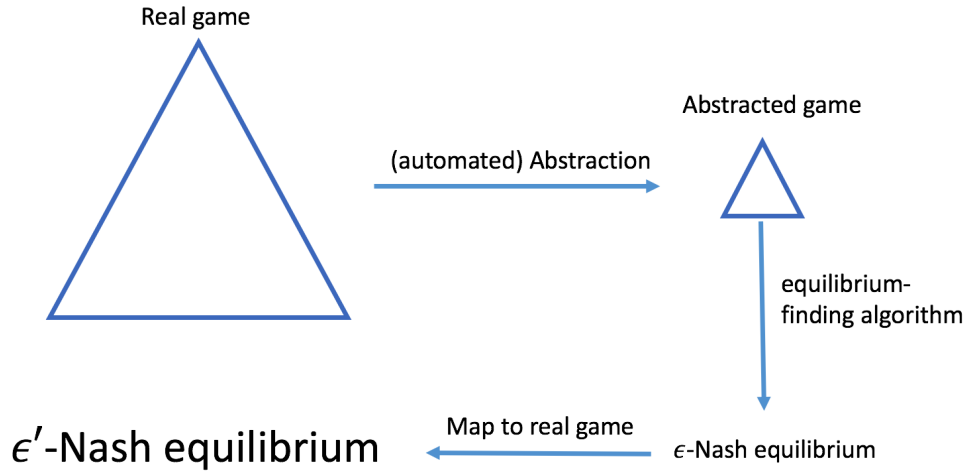 Real game
Abstracted game
(automated) Abstraction
equilibrium-
finding algorithm
Map to real game
ϵ′-Nash equilibrium
ϵ-Nash equilibrium